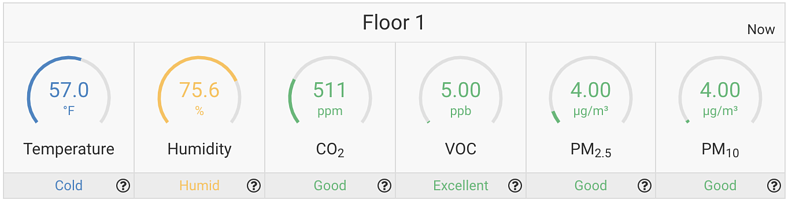 Floor 1
Now
57.0 75.6 511 5.00 4.00 4.00
°F % ppm ppb µg/m³ µg/m³
Temperature Humidity CO₂ VOC PM₂.₅ PM₁₀
Cold ? Humid ? Good ? Excellent ? Good ? Good ?